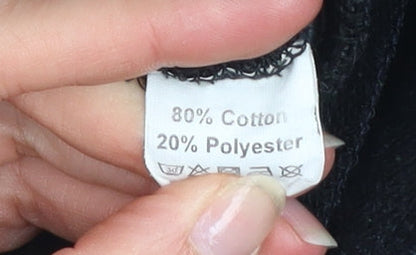 80% Cotton
20% Polyester